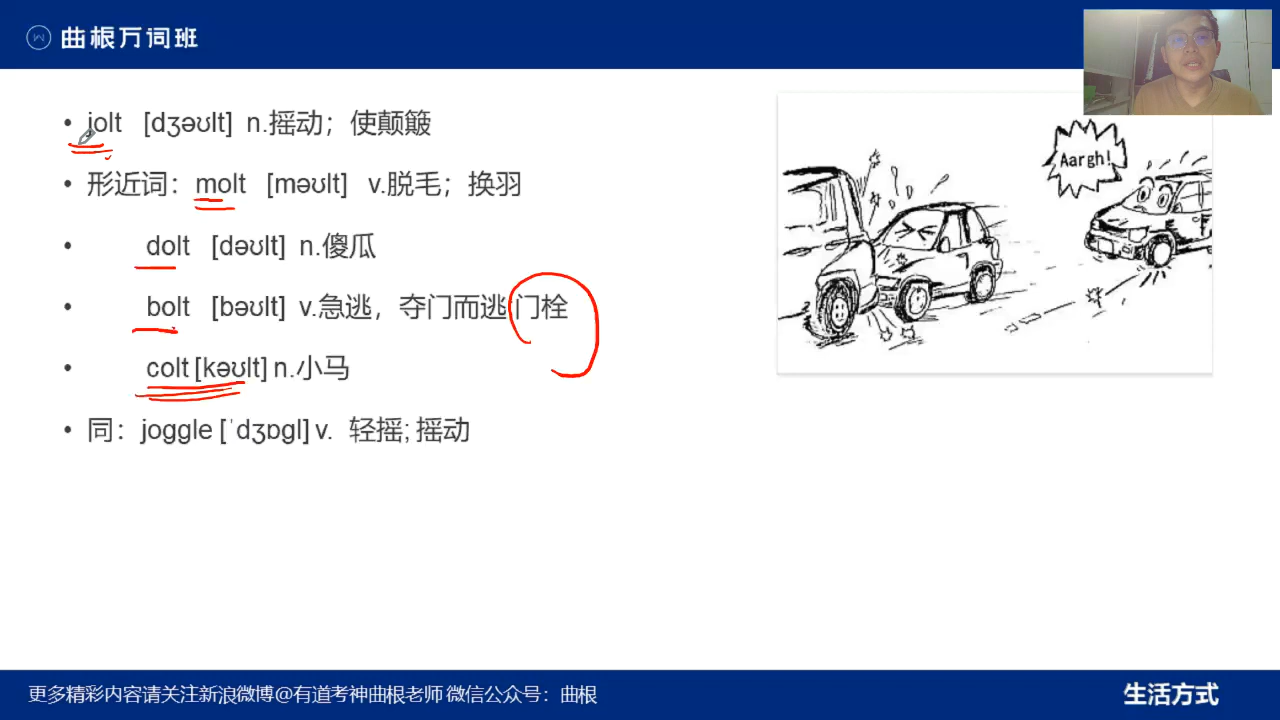 曲根万词班
• jolt [dʒəʊlt] n.摇动；使颠簸
• 形近词：molt [məʊlt] v.脱毛；换羽
• dolt [dəʊlt] n.傻瓜
• bolt [bəʊlt] v.急逃，夺门而逃 门栓
• colt [kəʊlt] n.小马
• 同：joggle [ˈdʒɒgl] v. 轻摇; 摇动
Aargh!
更多精彩内容请关注新浪微博@有道考神曲根老师 微信公众号：曲根
生活方式